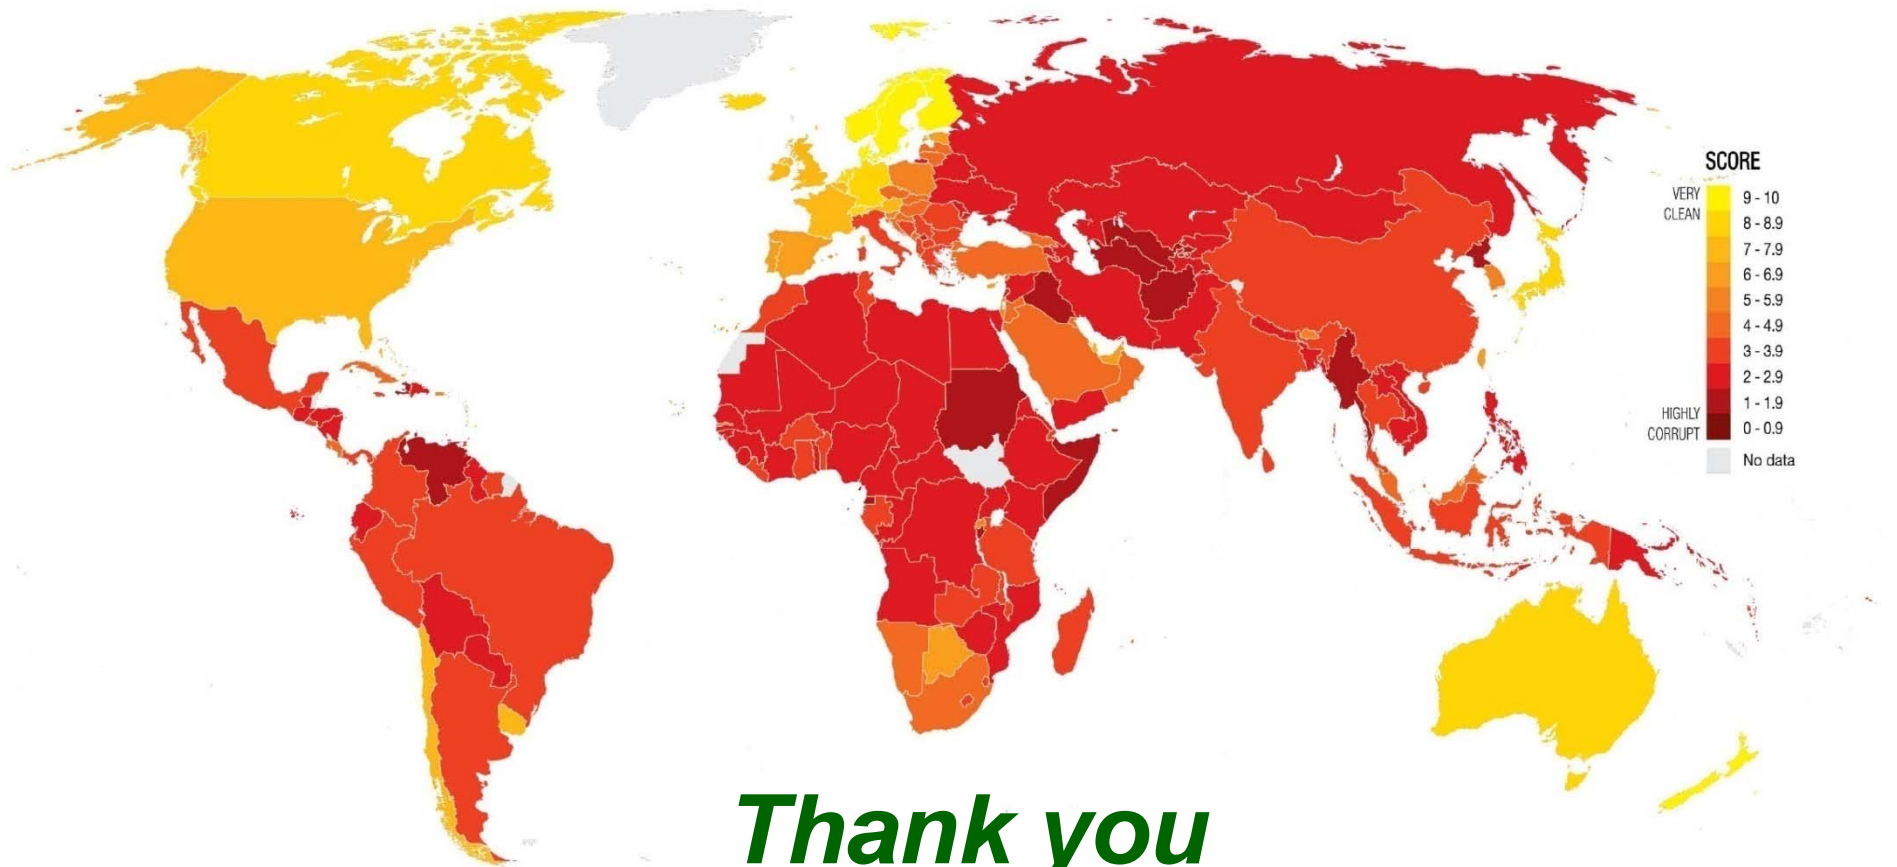 SCORE
VERY
CLEAN
9 - 10
8 - 8.9
7 - 7.9
6 - 6.9
5 - 5.9
4 - 4.9
3 - 3.9
2 - 2.9
1 - 1.9
0 - 0.9
HIGHLY
CORRUPT
No data
Thank you